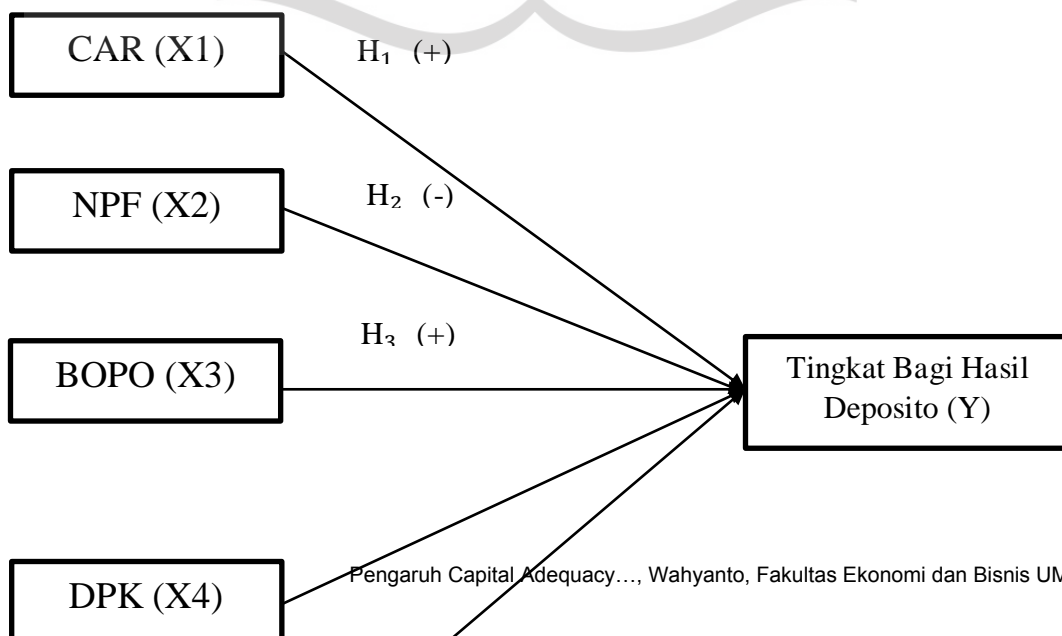 CAR (X1)
H₁ (+)
NPF (X2)
H₂ (-)
H₃ (+)
BOPO (X3)
Tingkat Bagi Hasil
Deposito (Y)
DPK (X4)
Pengaruh Capital Adequacy…, Wahyanto, Fakultas Ekonomi dan Bisnis UM